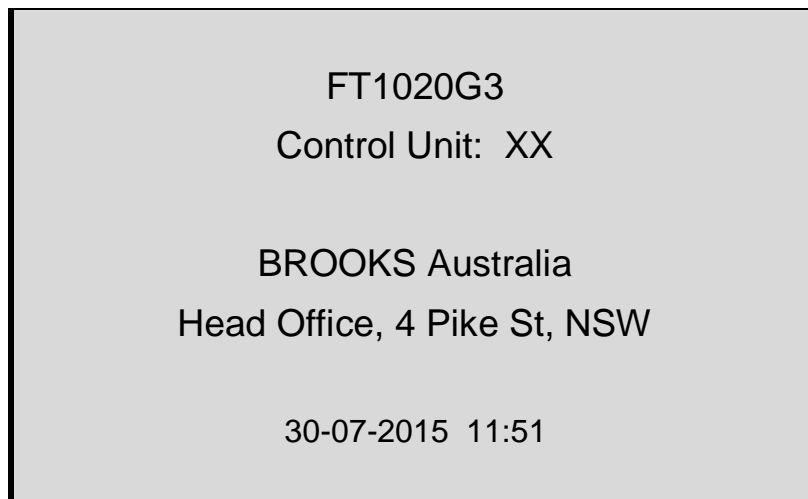 FT1020G3
Control Unit: XX
BROOKS Australia
Head Office, 4 Pike St, NSW
30-07-2015 11:51